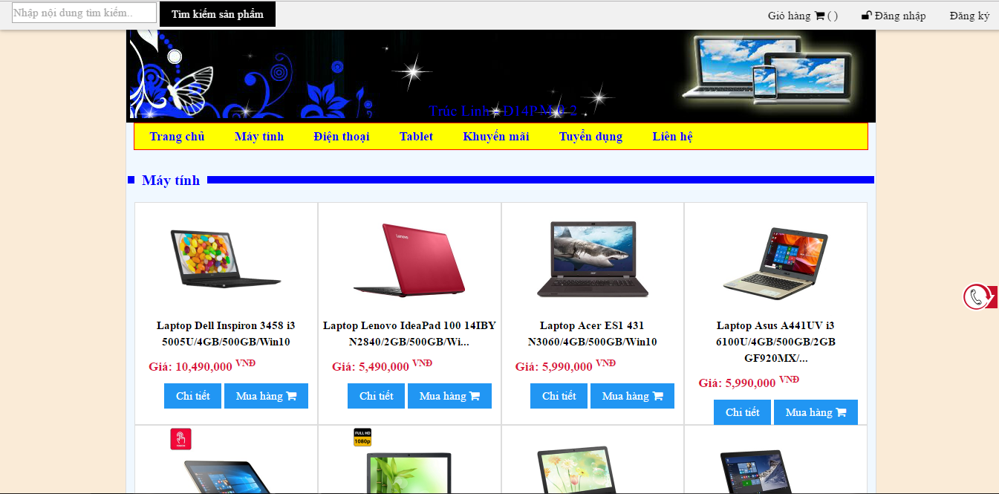 Nhập nội dung tìm kiếm..
Tìm kiếm sản phẩm
Giỏ hàng ( )
Đăng nhập
Đăng ký
Trúc Linh - D14PM
Trang chủ
Máy tính
Điện thoại
Tablet
Khuyến mãi
Tuyển dụng
Liên hệ
Máy tính
Lenovo
acer
Laptop Dell Inspiron 3458 i3
5005U/4GB/500GB/Win10
Giá: 10,490,000 VNĐ
Chi tiết
Mua hàng
Laptop Lenovo IdeaPad 100 14IBY
N2840/2GB/500GB/Wi...
Giá: 5,490,000 VNĐ
Chi tiết
Mua hàng
Laptop Acer ES1 431
N3060/4GB/500GB/Win10
Giá: 5,990,000 VNĐ
Chi tiết
Mua hàng
Laptop Asus A441UV i3
6100U/4GB/500GB/2GB
GF920MX/...
Giá: 5,990,000 VNĐ
Chi tiết
Mua hàng
TOUCH
FULL HD
1080p